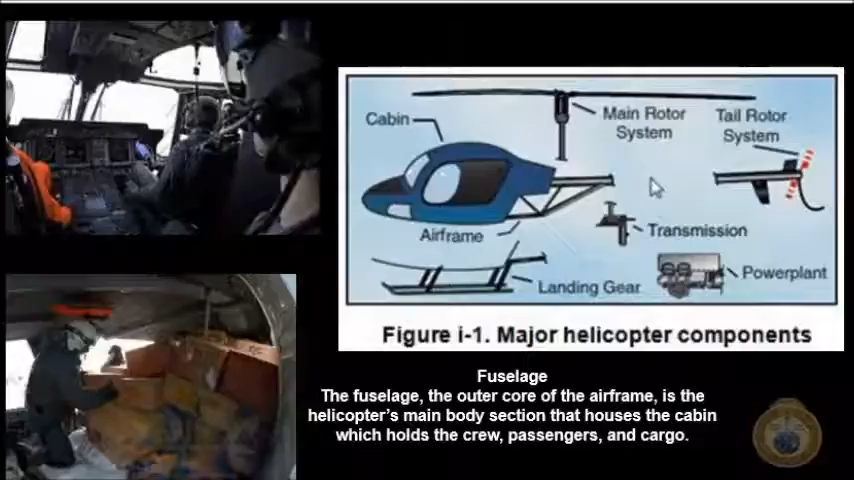 Cabin
Main Rotor
System
Tail Rotor
System
Airframe
Transmission
Landing Gear
Powerplant
Figure i-1. Major helicopter components
Fuselage
The fuselage, the outer core of the airframe, is the
helicopter's main body section that houses the cabin
which holds the crew, passengers, and cargo.